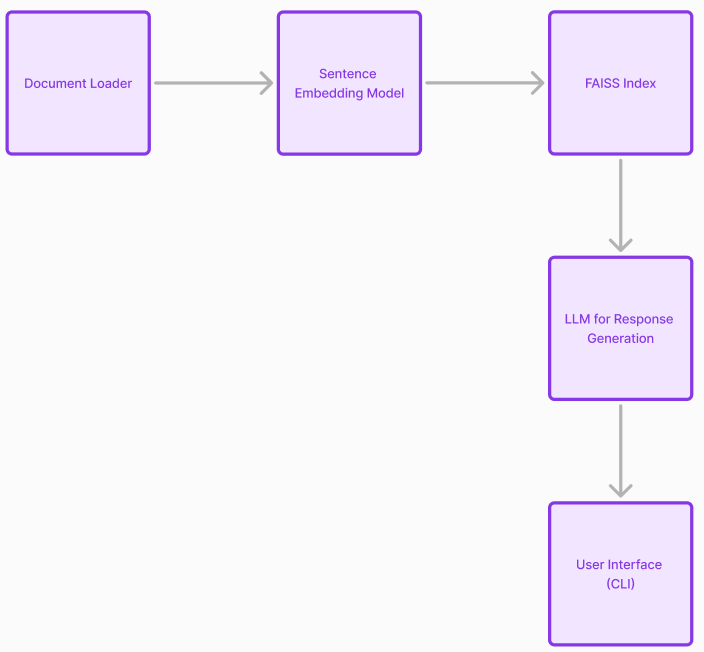 Document Loader
Sentence
Embedding Model
FAISS Index
LLM for Response
Generation
User Interface
(CLI)